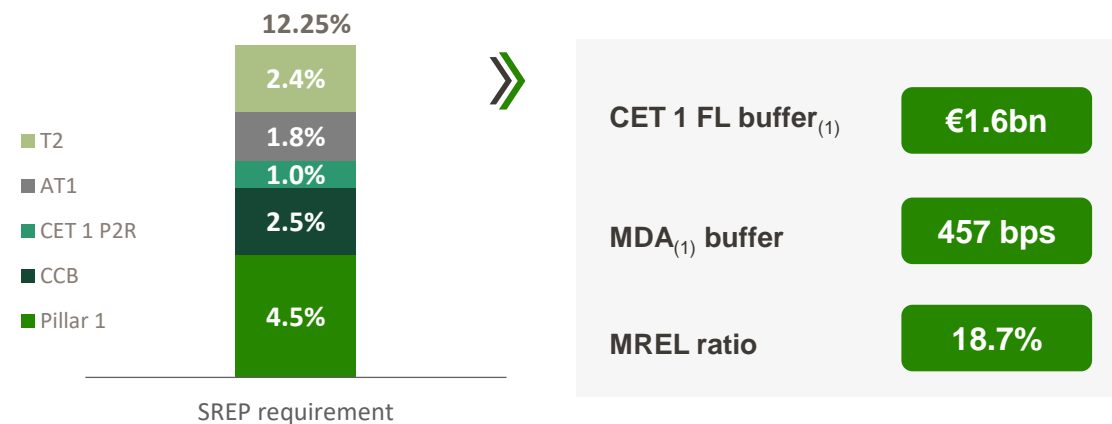 12.25%
2.4%
1.8%
1.0%
2.5%
4.5%
T2
AT1
CET 1 P2R
CCB
Pillar 1
SREP requirement
CET 1 FL buffer(1) €1.6bn
MDA(1) buffer 457 bps
MREL ratio 18.7%